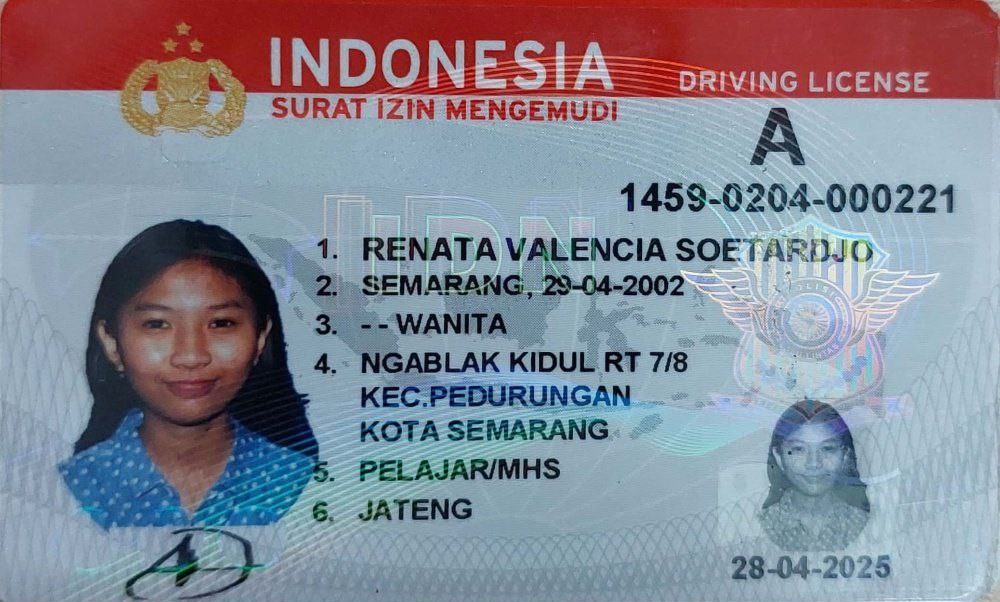 INDONESIA
SURAT IZIN MENGEMUDI
DRIVING LICENSE
A
1459-0204-000221
1. RENATA VALENCIA SOETARDJO
2. SEMARANG, 29-04-2002
3. - - WANITA
4. NGABLAK KIDUL RT 7/8
KEC.PEDURUNGAN
KOTA SEMARANG
5. PELAJAR/MHS
6. JATENG
28-04-2025
IDN